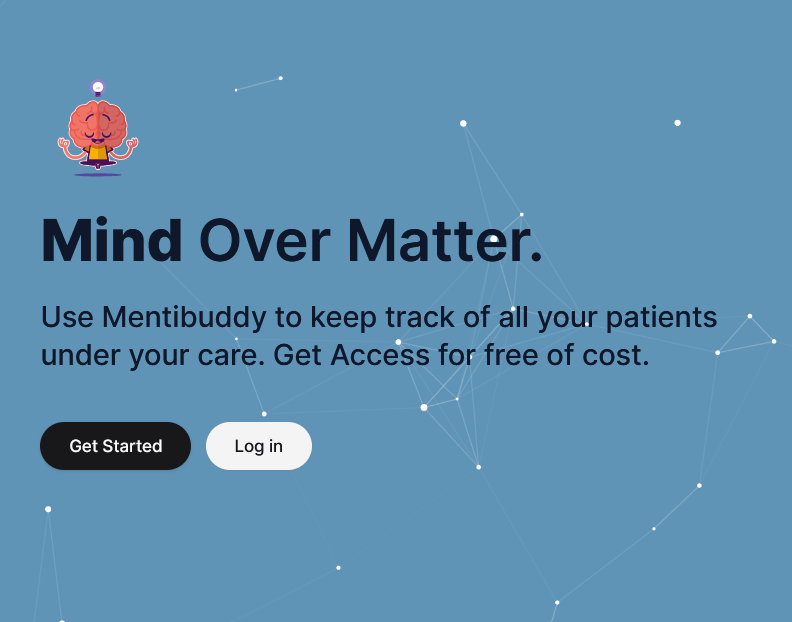 Mind Over Matter.
Use Mentibuddy to keep track of all your patients
under your care. Get Access for free of cost.
Get Started
Log in